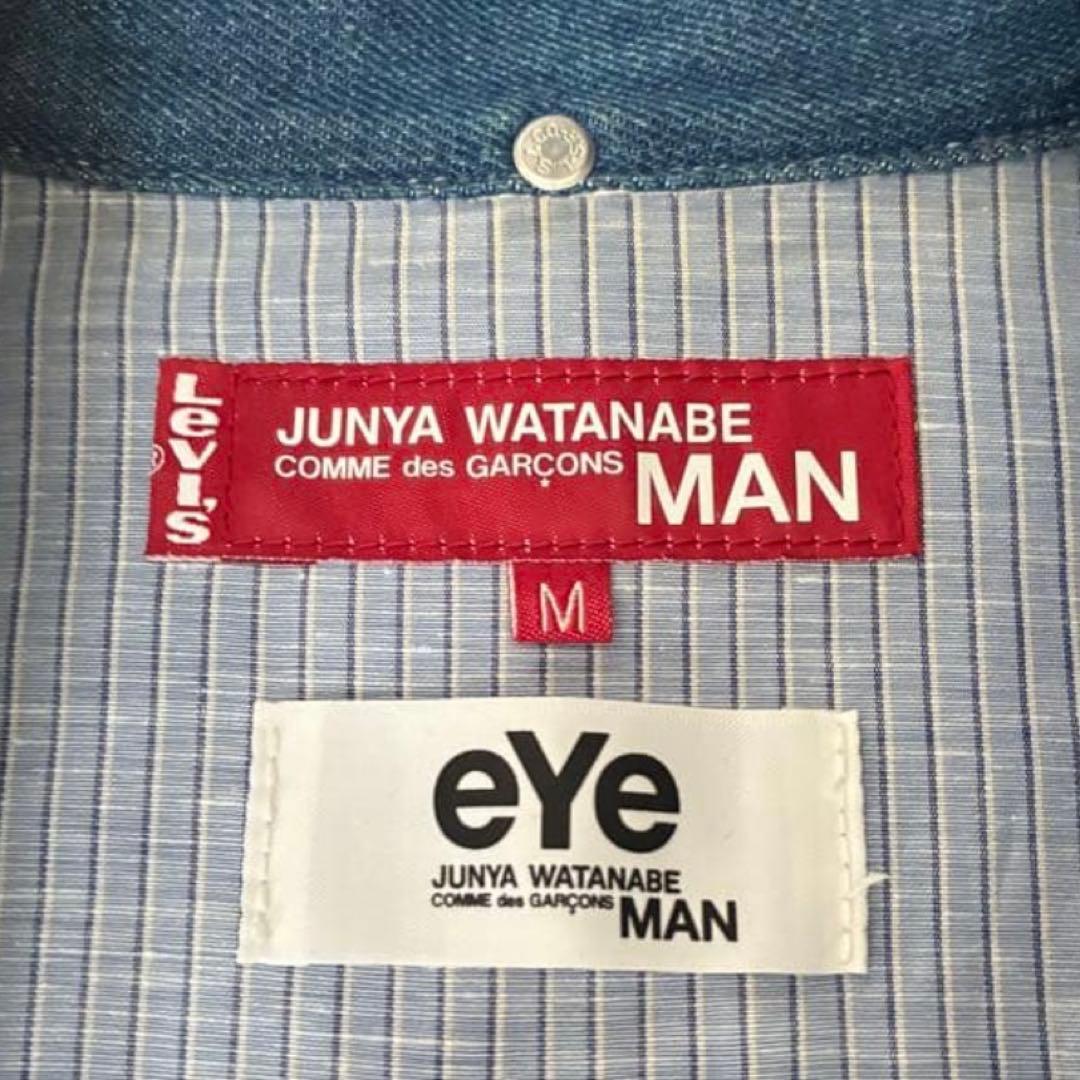 Levi's
®
JUNYA WATANABE
COMME des GARÇONS MAN
M
eYe
JUNYA WATANABE
COMME des GARÇONS MAN